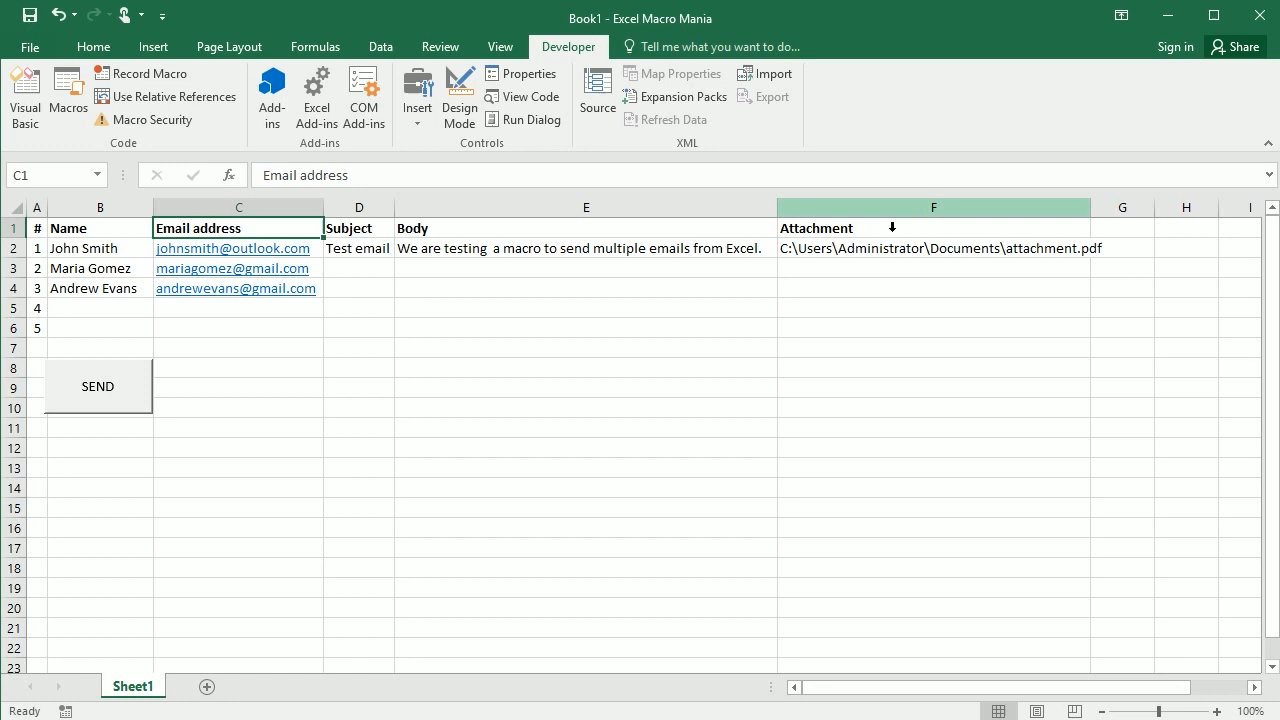 Book1 - Excel Macro Mania
File Home Insert Page Layout Formulas Data Review View Developer Tell me what you want to do... Sign in Share
Visual Basic
Macros
Record Macro
Use Relative References
Macro Security
Code
Add-ins
Excel Add-ins
COM Add-ins
Add-ins
Insert
Design Mode
Properties
View Code
Run Dialog
Controls
Source
Map Properties
Expansion Packs
Refresh Data
Import
Export
XML
C1 fx Email address
A B C D E F G H I
1 # Name Email address Subject Body Attachment
2 1 John Smith johnsmith@outlook.com Test email We are testing  a macro to send multiple emails from Excel. C:\Users\Administrator\Documents\attachment.pdf
3 2 Maria Gomez mariagomez@gmail.com
4 3 Andrew Evans andrewevans@gmail.com
5 4
6 5
7
8
SEND
9
10
11
12
13
14
15
16
17
18
19
20
21
22
23
Sheet1
Ready 100%